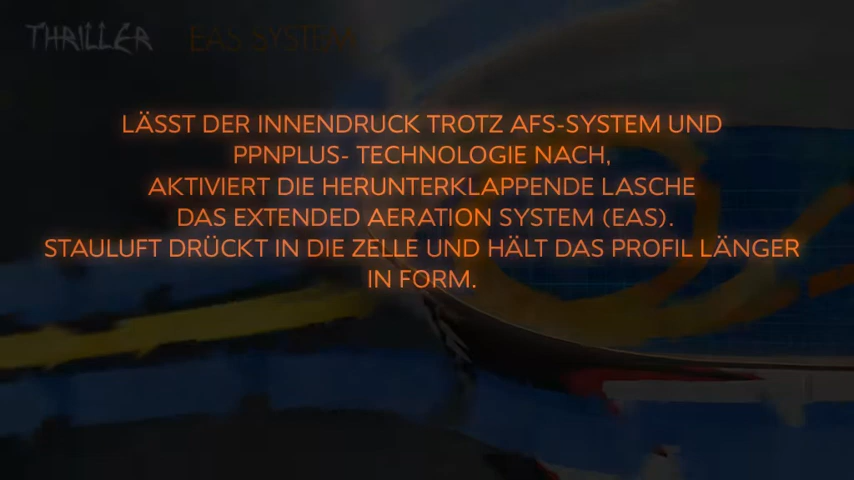 THRILLER EAS SYSTEM
LÄSST DER INNENDRUCK TROTZ AFS-SYSTEM UND
PPNPLUS- TECHNOLOGIE NACH,
AKTIVIERT DIE HERUNTERKLAPPENDE LASCHE
DAS EXTENDED AERATION SYSTEM (EAS).
STAULUFT DRÜCKT IN DIE ZELLE UND HÄLT DAS PROFIL LÄNGER
IN FORM.